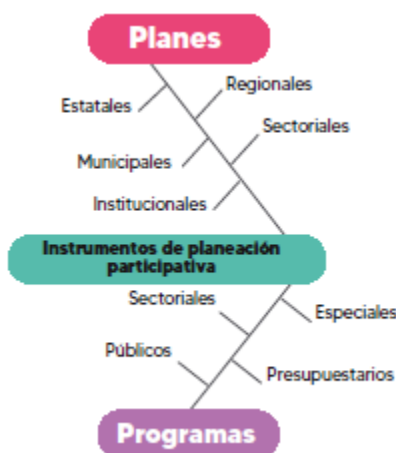 Planes
Regionales
Estatales
Sectoriales
Municipales
Institucionales
Instrumentos de planeación
participativa
Sectoriales
Especiales
Públicos
Presupuestarios
Programas